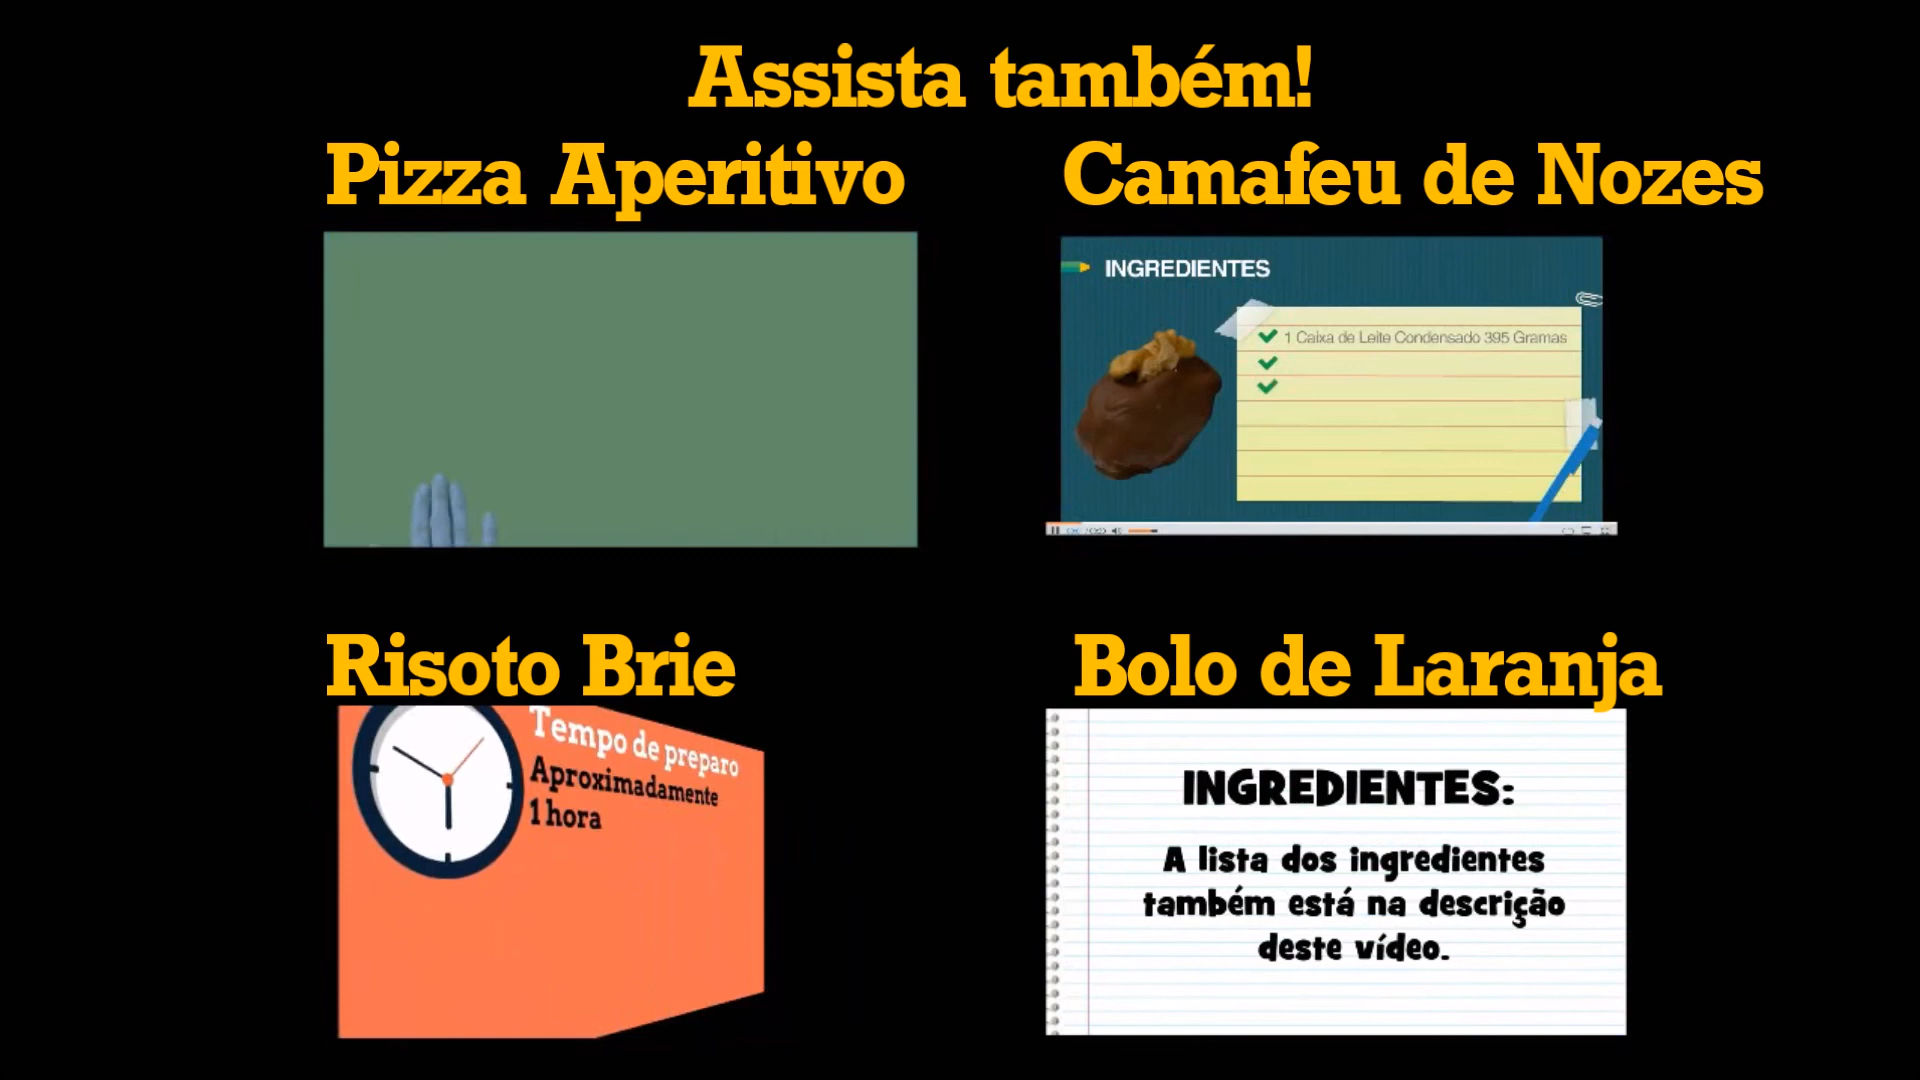 Assista também!
Pizza Aperitivo
Camafeu de Nozes
INGREDIENTES
1 Caixa de Leite Condensado 395 Gramas
Risoto Brie
Tempo de preparo
Aproximadamente
1 hora
Bolo de Laranja
INGREDIENTES:
A lista dos ingredientes
também está na descrição
deste vídeo.